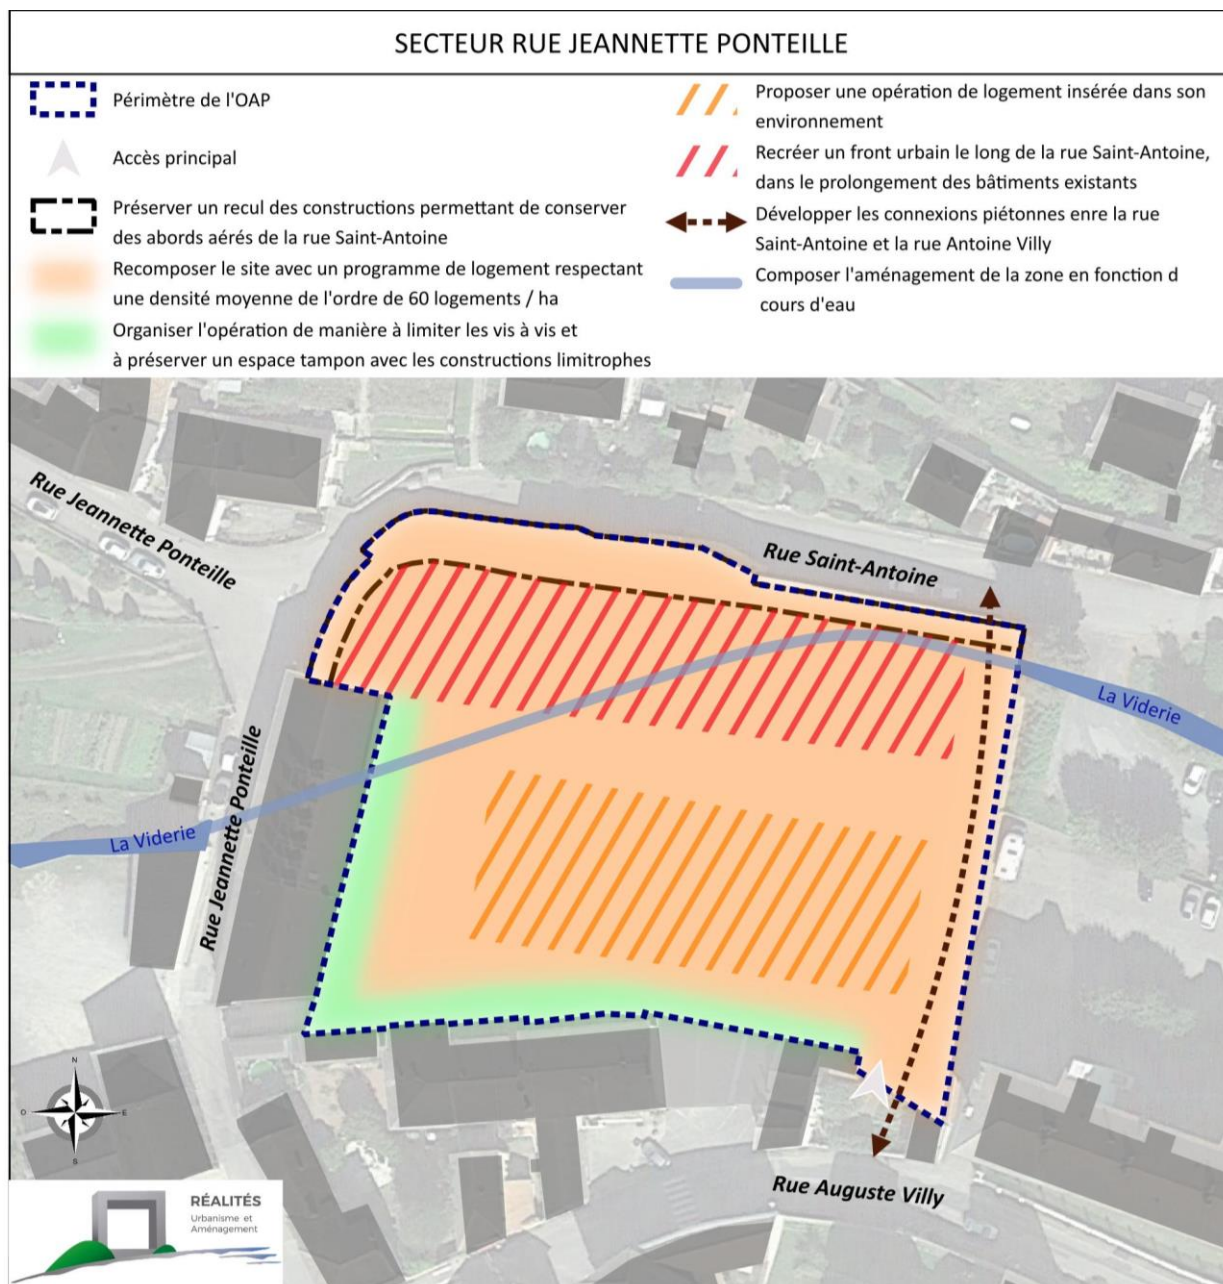 SECTEUR RUE JEANNETTE PONTEILLE
Périmètre de l'OAP
Accès principal
Préserver un recul des constructions permettant de conserver
des abords aérés de la rue Saint-Antoine
Recomposer le site avec un programme de logement respectant
une densité moyenne de l'ordre de 60 logements / ha
Organiser l'opération de manière à limiter les vis à vis et
à préserver un espace tampon avec les constructions limitrophes
Proposer une opération de logement insérée dans son
environnement
Recréer un front urbain le long de la rue Saint-Antoine,
dans le prolongement des bâtiments existants
Développer les connexions piétonnes enre la rue
Saint-Antoine et la rue Antoine Villy
Composer l'aménagement de la zone en fonction d
cours d'eau
Rue Jeannette Ponteille
Rue Saint-Antoine
La Viderie
Rue Jeannette Ponteille
La Viderie
Rue Auguste Villy
N
O
E
S
RÉALITÉS
Urbanisme et
Aménagement